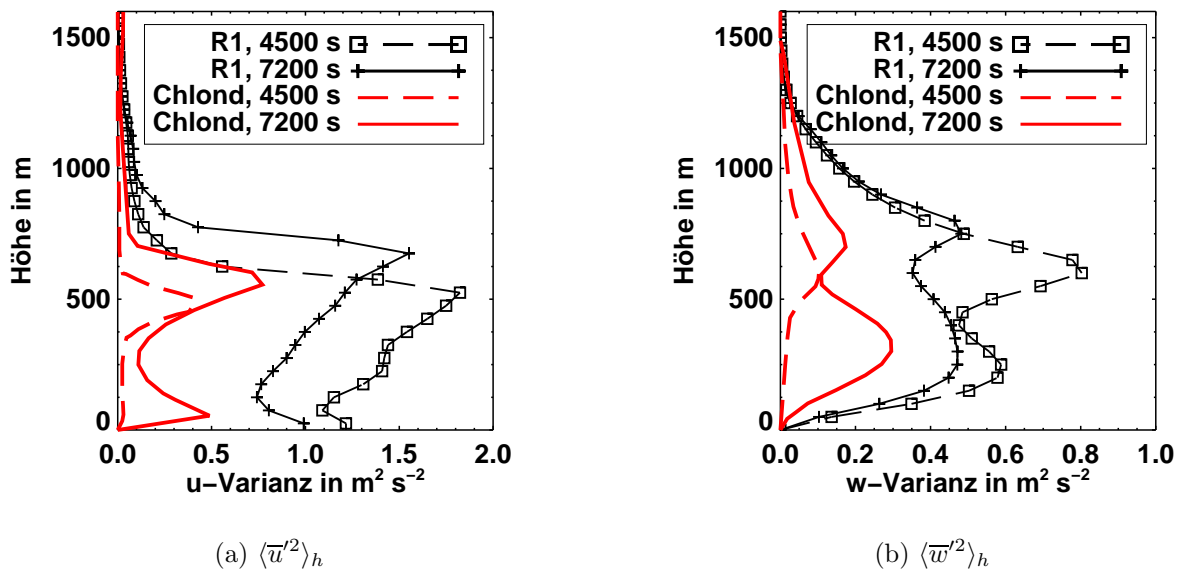 1500
1000
500
0
Höhe in m
R1, 4500 s
R1, 7200 s
Chlond, 4500 s
Chlond, 7200 s
0.0 0.5 1.0 1.5 2.0
u−Varianz in m² s⁻²
(a) ⟨u̅′²⟩ₕ
1500
1000
500
0
Höhe in m
R1, 4500 s
R1, 7200 s
Chlond, 4500 s
Chlond, 7200 s
0.0 0.2 0.4 0.6 0.8 1.0
w−Varianz in m² s⁻²
(b) ⟨w̅′²⟩ₕ